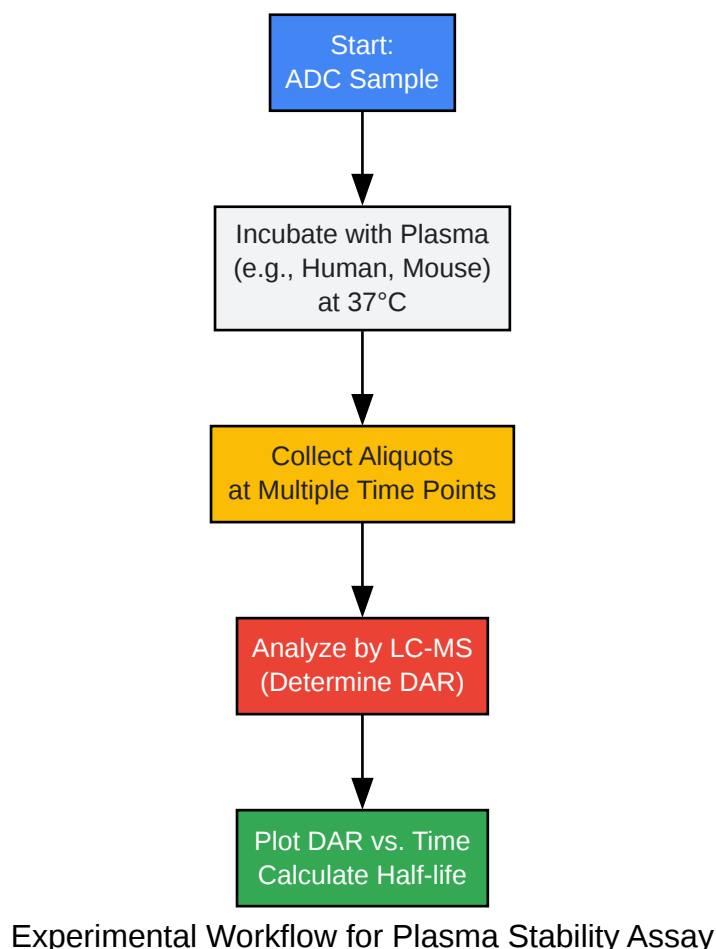 Start:
ADC Sample
Incubate with Plasma
(e.g., Human, Mouse)
at 37°C
Collect Aliquots
at Multiple Time Points
Analyze by LC-MS
(Determine DAR)
Plot DAR vs. Time
Calculate Half-life
Experimental Workflow for Plasma Stability Assay